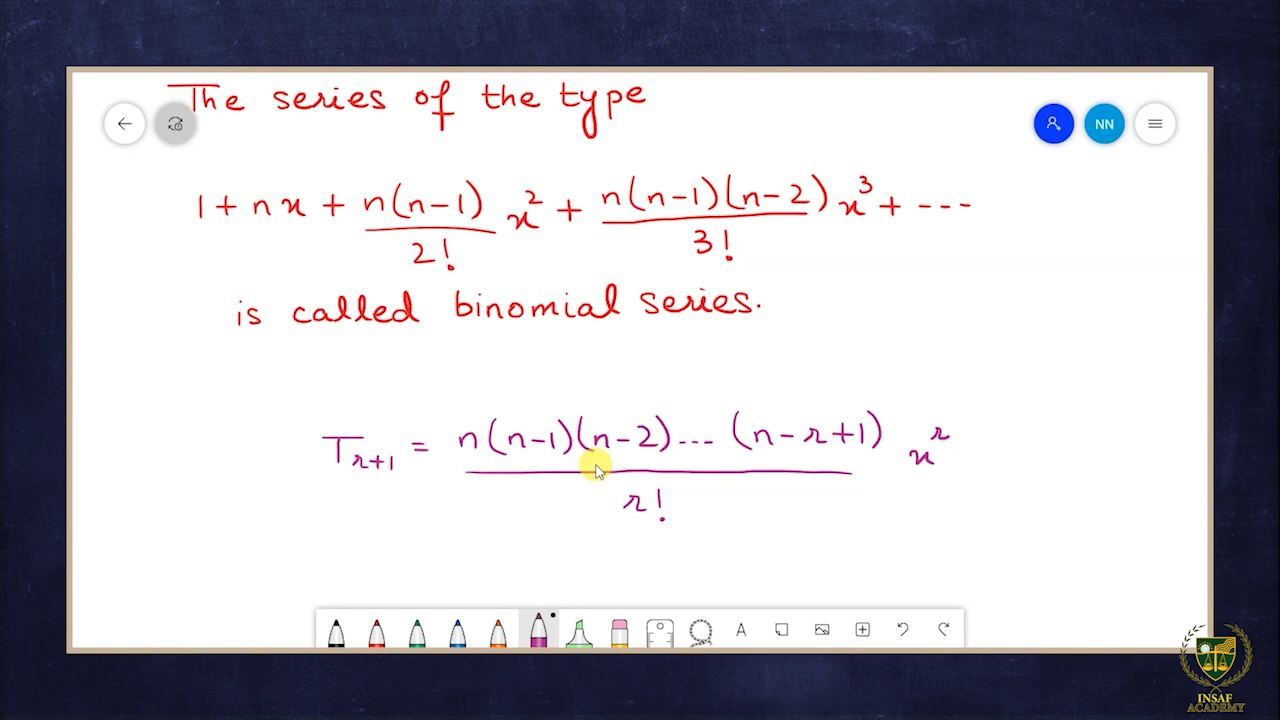 The series of the type
NN
1 + nx + n(n-1)/2! x² + n(n-1)(n-2)/3! x³ + ---
is called binomial series.
T_{r+1} = n(n-1)(n-2)...(n-r+1)/r! x^r
A
INSAF
ACADEMY